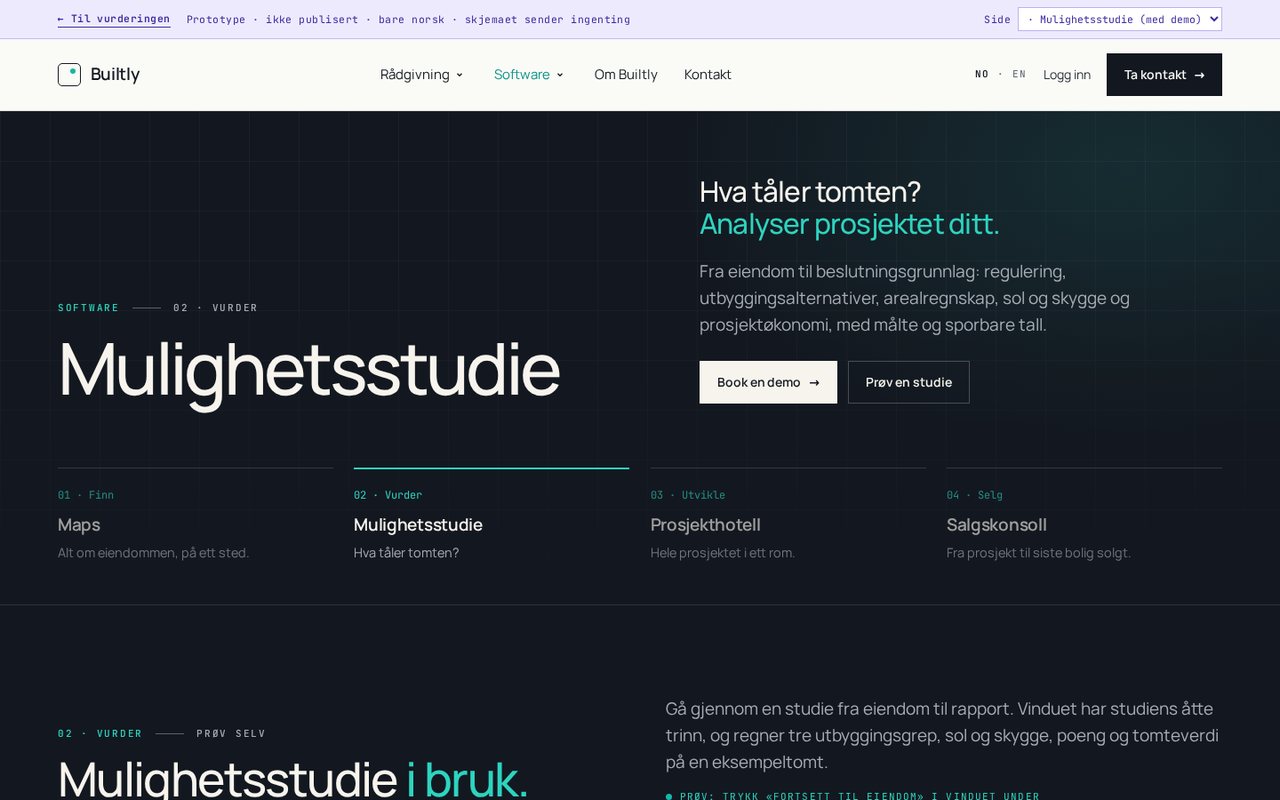 ← Til vurderingen
Prototype · ikke publisert · bare norsk · skjemaet sender ingenting
Side
· Mulighetsstudie (med demo)
Builtly
Rådgivning
Software
Om Builtly
Kontakt
NO · EN
Logg inn
Ta kontakt →
SOFTWARE
02 · VURDER
Mulighetsstudie
Hva tåler tomten?
Analyser prosjektet ditt.
Fra eiendom til beslutningsgrunnlag: regulering,
utbyggingsalternativer, arealregnskap, sol og skygge og
prosjektøkonomi, med målte og sporbare tall.
Book en demo →
Prøv en studie
01 · Finn
Maps
Alt om eiendommen, på ett sted.
02 · Vurder
Mulighetsstudie
Hva tåler tomten?
03 · Utvikle
Prosjekthotell
Hele prosjektet i ett rom.
04 · Selg
Salgskonsoll
Fra prosjekt til siste bolig solgt.
02 · VURDER
PRØV SELV
Mulighetsstudie i bruk.
Gå gjennom en studie fra eiendom til rapport. Vinduet har studiens åtte
trinn, og regner tre utbyggingsgrep, sol og skygge, poeng og tomteverdi
på en eksempeltomt.
PRØV: TRYKK «FORTSETT TIL EIENDOM» I VINDUET UNDER